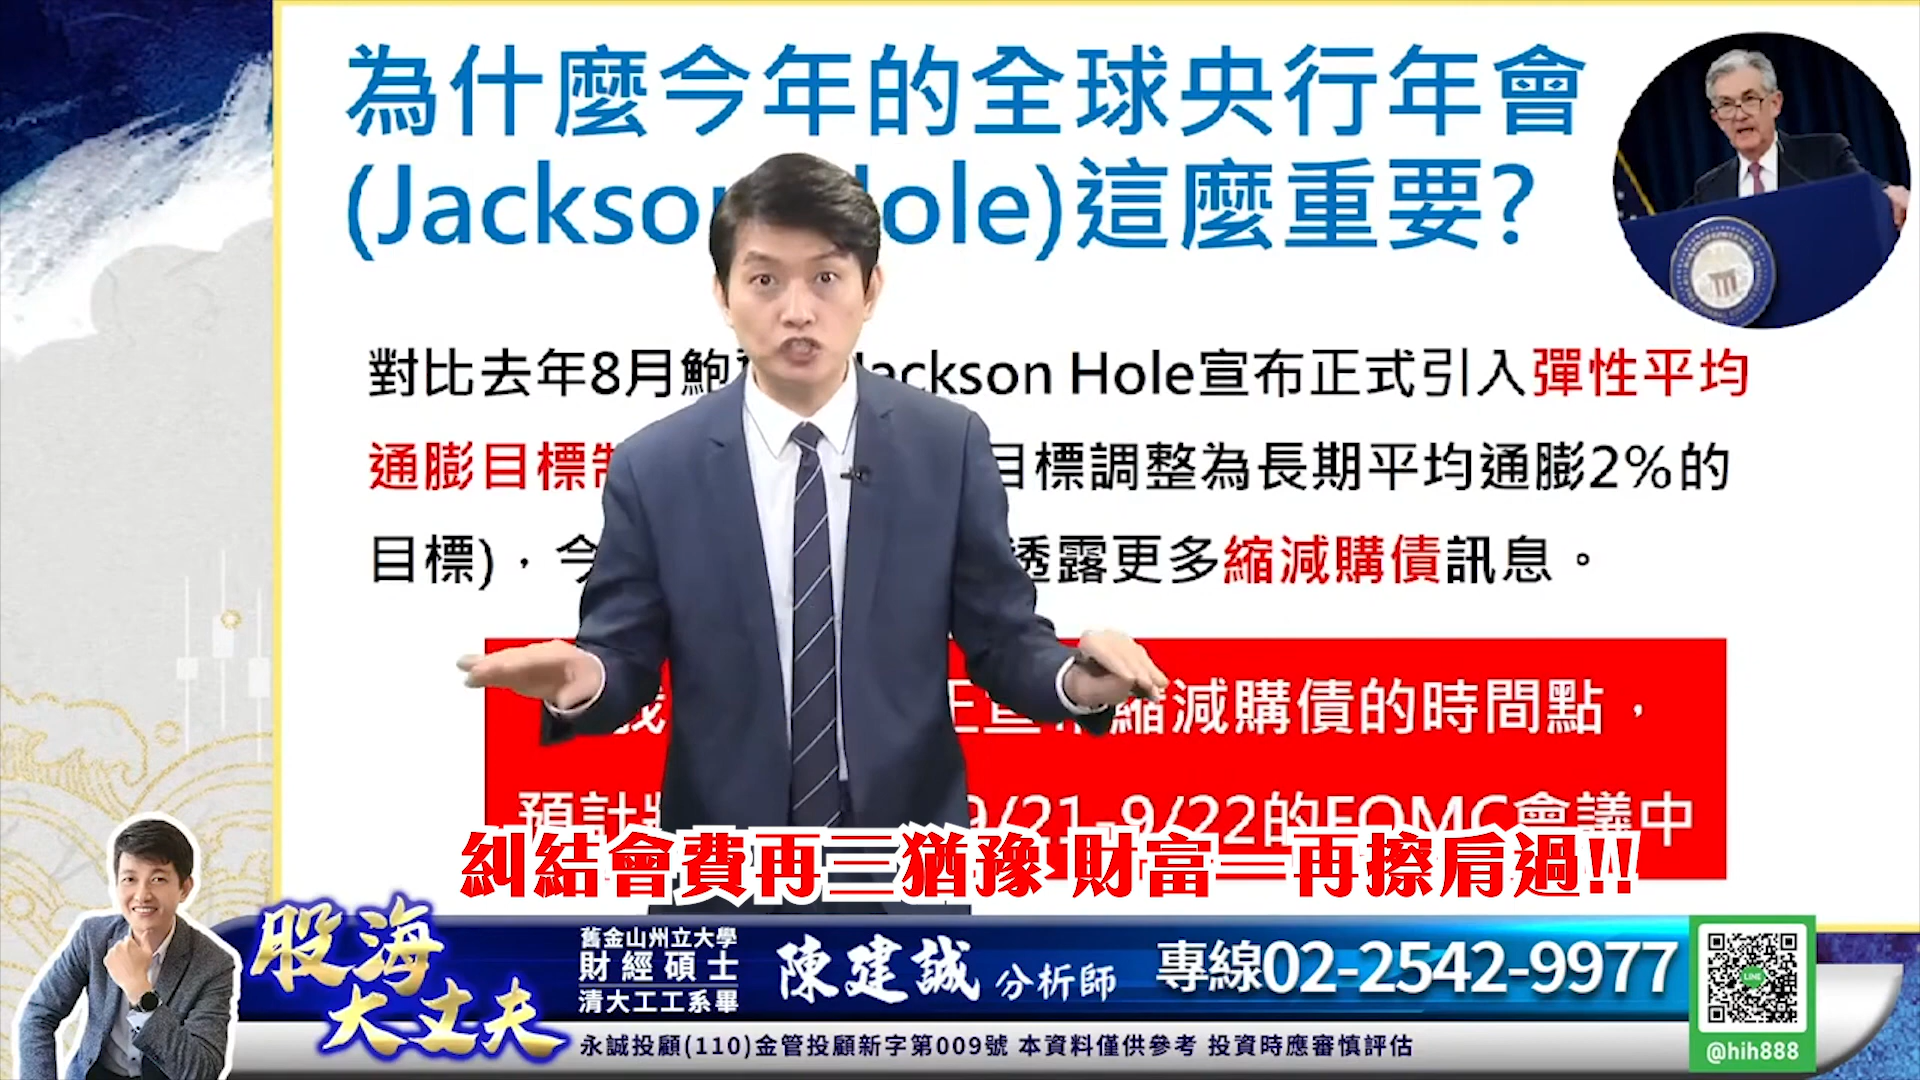 為什麼今年的全球央行年會
(Jackso ole)這麼重要?
對比去年8月鮑 ackson Hole宣布正式引入彈性平均
通膨目標制 目標調整為長期平均通膨2%的
目標)，今 透露更多縮減購債訊息。
我 正宣布縮減購債的時間點，
預計 9/21-9/22的FOMC會議中
糾結會費再三猶豫 財富一再擦肩過!!
股海
大丈夫
舊金山州立大學
財經碩士
清大工工系畢
陳建誠 分析師
專線02-2542-9977
永誠投顧(110)金管投顧新字第009號 本資料僅供參考 投資時應審慎評估
LINE
@hih888